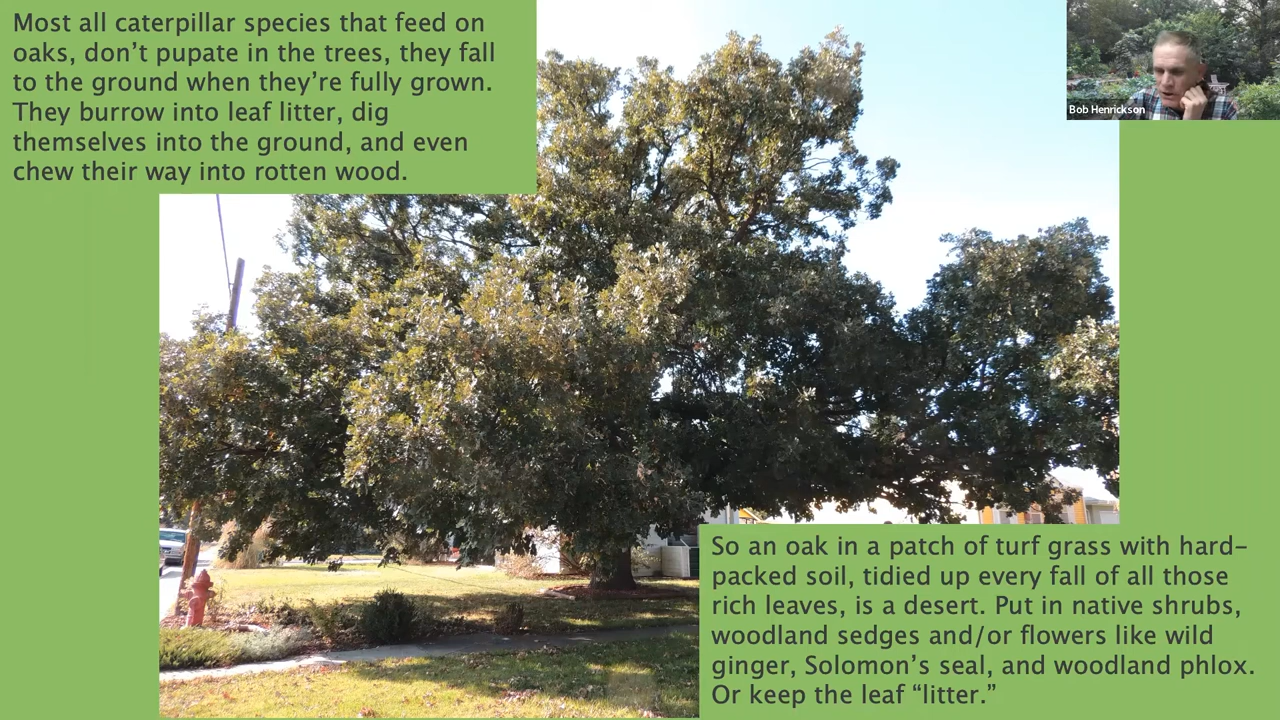 Most all caterpillar species that feed on
oaks, don't pupate in the trees, they fall
to the ground when they're fully grown.
They burrow into leaf litter, dig
themselves into the ground, and even
chew their way into rotten wood.
Bob Henrickson
So an oak in a patch of turf grass with hard-
packed soil, tidied up every fall of all those
rich leaves, is a desert. Put in native shrubs,
woodland sedges and/or flowers like wild
ginger, Solomon's seal, and woodland phlox.
Or keep the leaf “litter.”